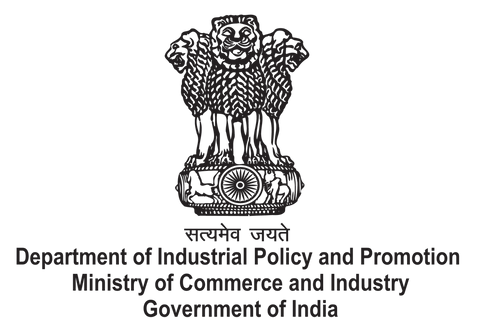 सत्यमेव जयते
Department of Industrial Policy and Promotion
Ministry of Commerce and Industry
Government of India